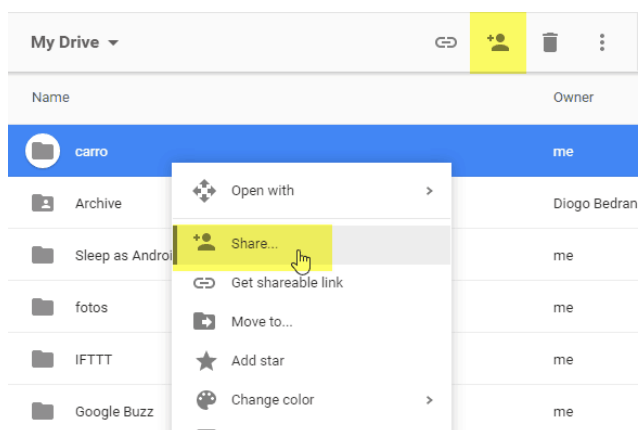 My Drive
Name Owner
carro me
Open with
Archive Diogo Bedran
Share...
Sleep as Androi me
Get shareable link
fotos me
Move to...
IFTTT me
Add star
Change color
Google Buzz me